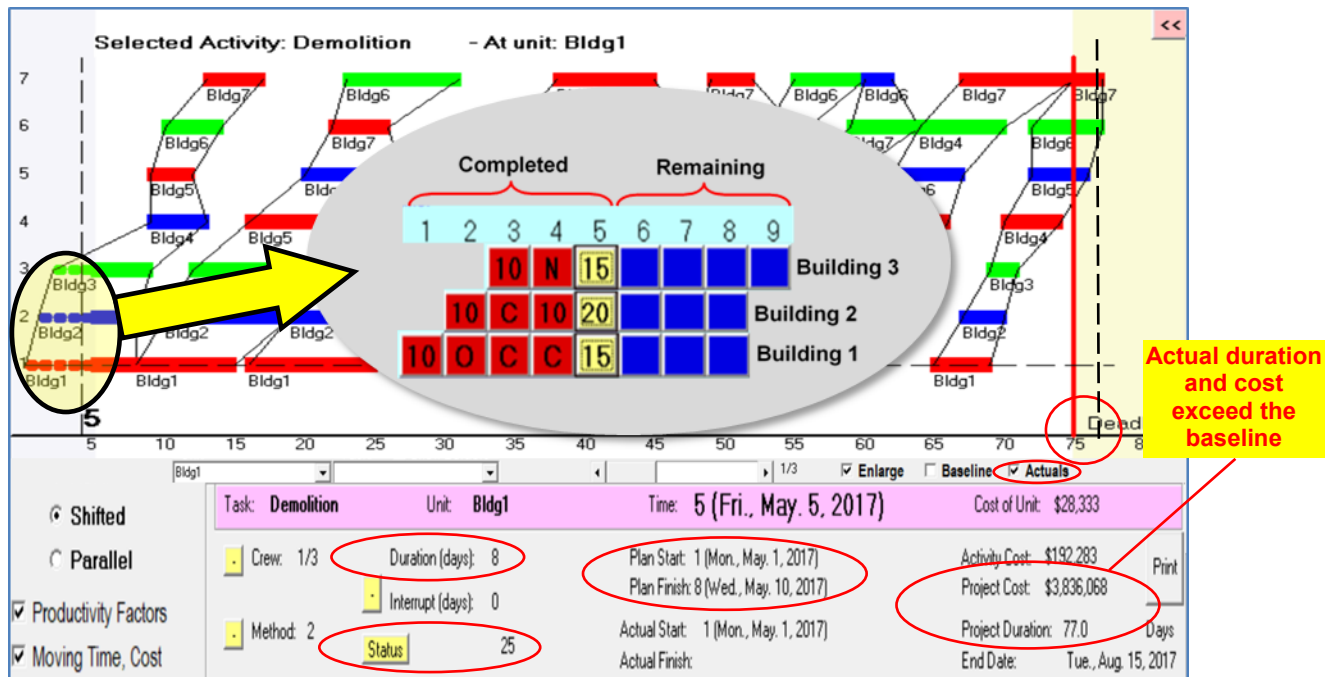 <<
Selected Activity: Demolition - At unit: Bldg1
7
Bldg7 Bldg6 Bldg6 Bldg6 Bldg7 Bldg7
6
Bldg6 Bldg7 Bldg4 Bldg6
5
Bldg5 Bldg5
4
Bldg4 Bldg5 Bldg4
3
Bldg3 Bldg3
2
Bldg2 Bldg2 Bldg2 Bldg2
1
Bldg1 Bldg1 Bldg1 Bldg1
Completed Remaining
1 2 3 4 5 6 7 8 9
10 N 15 Building 3
10 C 10 20 Building 2
10 O C C 15 Building 1
Actual duration
and cost
exceed the
baseline
5 Dead
5 10 15 20 25 30 35 40 45 50 55 60 65 70 75 8
Bldg1 1/3 Enlarge Baseline Actuals
Shifted
Parallel
Productivity Factors
Moving Time, Cost
Task: Demolition Unit: Bldg1 Time: 5 (Fri., May. 5, 2017) Cost of Unit: $28,333
Crew: 1/3 Duration (days): 8 Plan Start: 1 (Mon., May. 1, 2017) Activity Cost: $192,283 Print
Interrupt (days): 0 Plan Finish: 8 (Wed., May. 10, 2017) Project Cost: $3,836,068
Method: 2 Status 25 Actual Start: 1 (Mon., May. 1, 2017) Project Duration: 77.0 Days
Actual Finish: End Date: Tue., Aug. 15, 2017